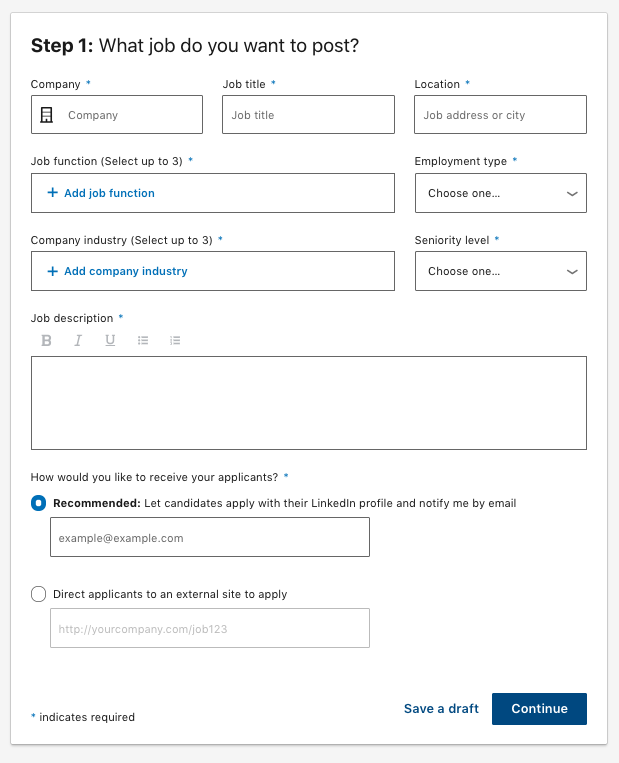 Step 1: What job do you want to post?
Company * Job title * Location *
Company Job title Job address or city
Job function (Select up to 3) * Employment type *
+ Add job function Choose one...
Company industry (Select up to 3) * Seniority level *
+ Add company industry Choose one...
Job description *
B I U
How would you like to receive your applicants? *
Recommended: Let candidates apply with their LinkedIn profile and notify me by email
example@example.com
Direct applicants to an external site to apply
http://yourcompany.com/job123
* indicates required Save a draft Continue